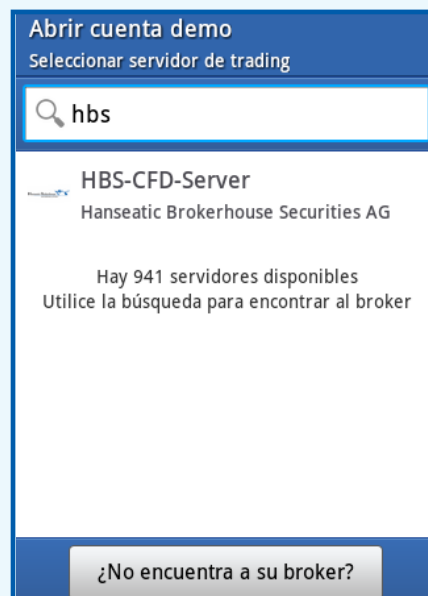 Abrir cuenta demo
Seleccionar servidor de trading
hbs
HBS-CFD-Server
Hanseatic Brokerhouse Securities AG
Hay 941 servidores disponibles
Utilice la búsqueda para encontrar al broker
¿No encuentra a su broker?